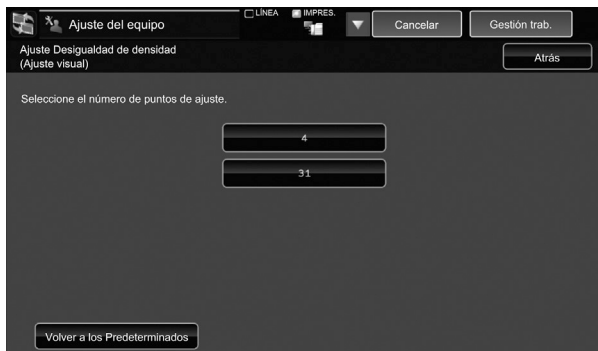 Ajuste del equipo
LÍNEA
IMPRES.
Cancelar
Gestión trab.
Ajuste Desigualdad de densidad
(Ajuste visual)
Atrás
Seleccione el número de puntos de ajuste.
4
31
Volver a los Predeterminados